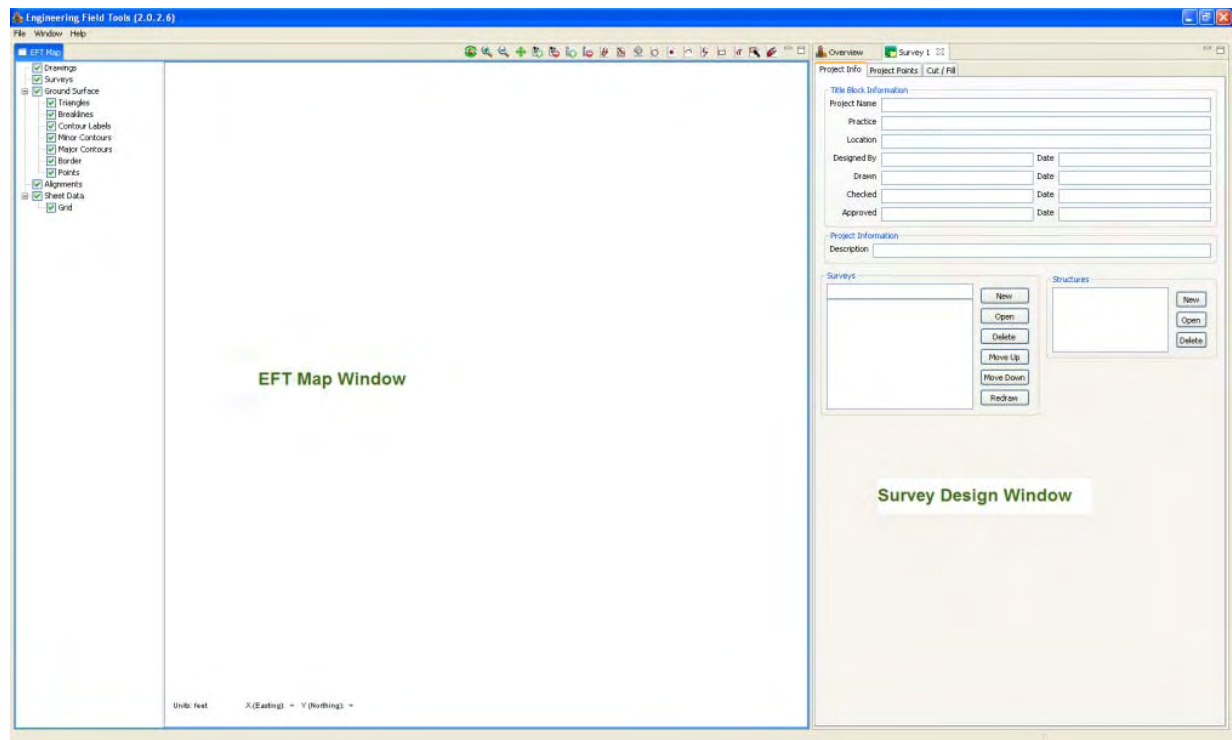 Engineering Field Tools (2.0.2.6)
File Window Help
EFT Map
Drawings
Surveys
Ground Surface
Triangles
Breaklines
Contour Labels
Minor Contours
Major Contours
Border
Points
Alignments
Sheet Data
Grid
EFT Map Window
Units: feet X (Easting): - Y (Northing): -
Overview Survey 1
Project Info Project Points Cut / Fill
Title Block Information
Project Name
Practice
Location
Designed By Date
Drawn Date
Checked Date
Approved Date
Project Information
Description
Surveys
New
Open
Delete
Move Up
Move Down
Redraw
Structures
New
Open
Delete
Survey Design Window